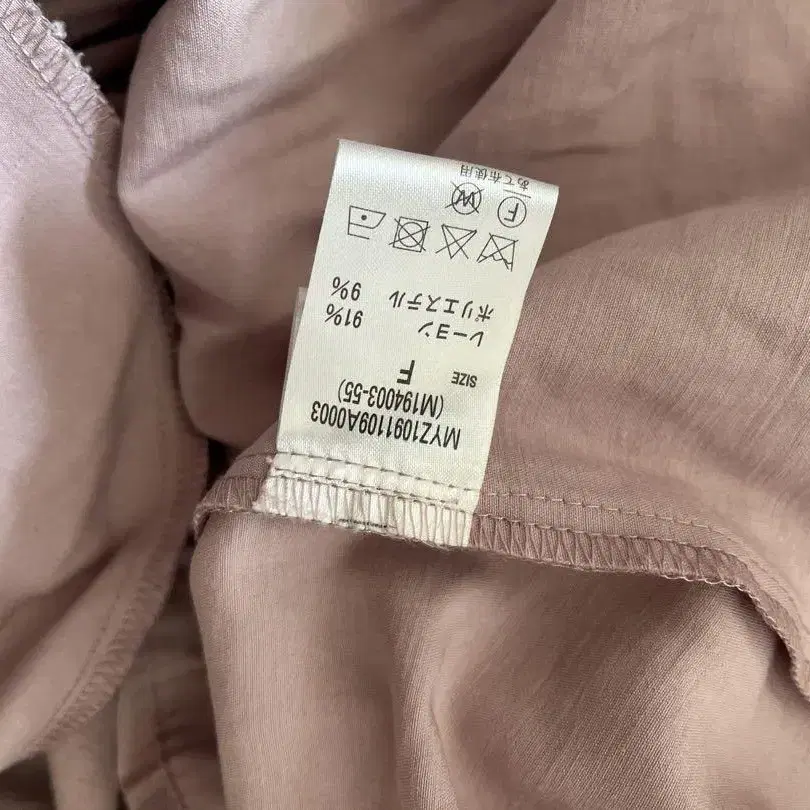 MYZ1091109A0003
(M194003-55)
SIZE F
レーヨン 91%
ポリエステル 9%
F W
あて布使用